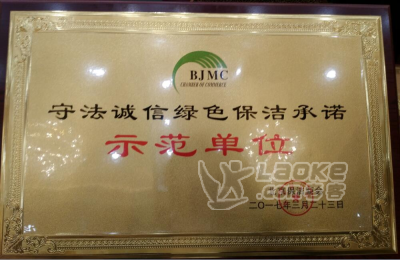 BJMC
CHAMBER OF COMMERCE
守法诚信绿色保洁承诺
示范单位
Laoke
二〇一七年三月二十三日